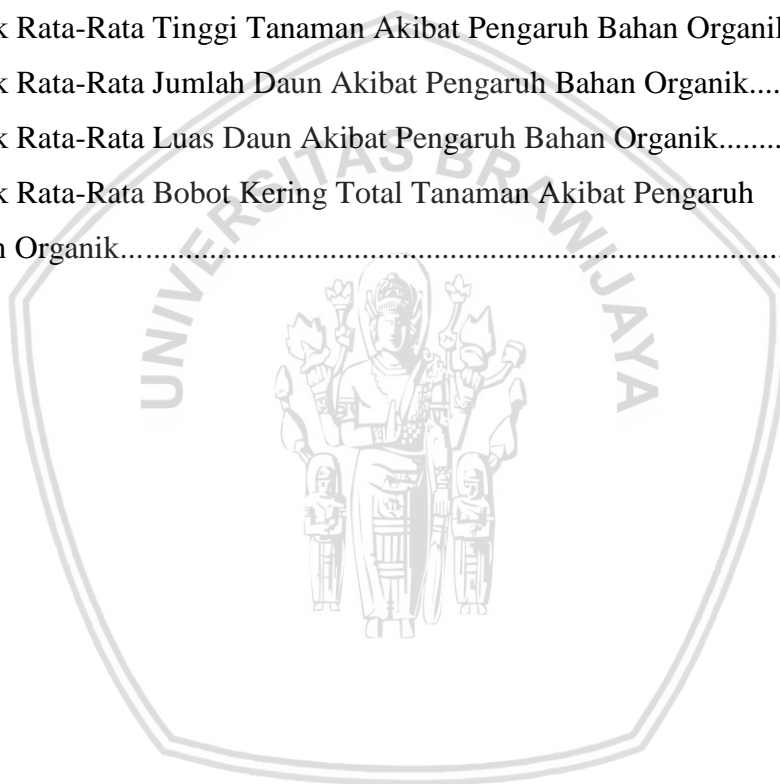 k Rata-Rata Tinggi Tanaman Akibat Pengaruh Bahan Organik
k Rata-Rata Jumlah Daun Akibat Pengaruh Bahan Organik....
k Rata-Rata Luas Daun Akibat Pengaruh Bahan Organik........
k Rata-Rata Bobot Kering Total Tanaman Akibat Pengaruh
n Organik................................................................................
UNIVERSITAS BRAWIJAYA